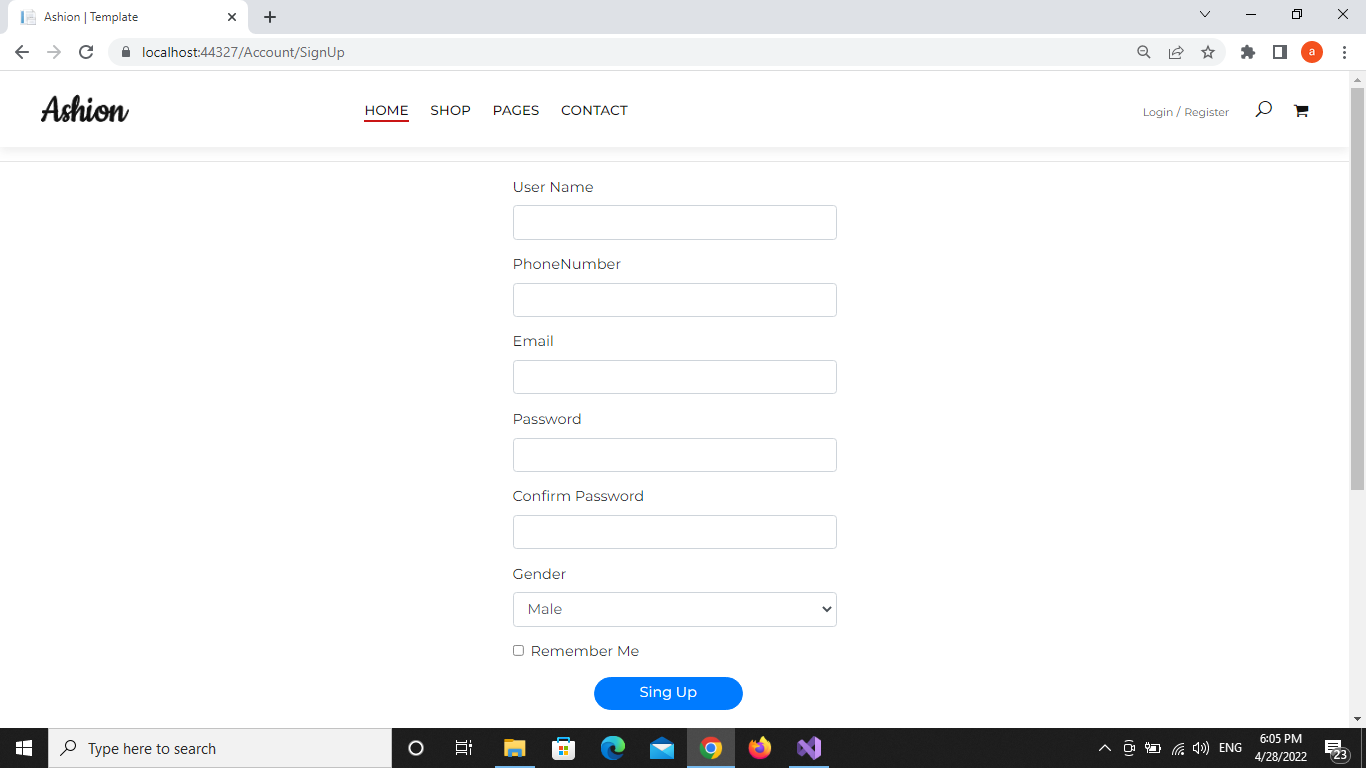 Ashion | Template
localhost:44327/Account/SignUp
a
Ashion
HOME SHOP PAGES CONTACT
Login / Register
User Name
PhoneNumber
Email
Password
Confirm Password
Gender
Male
Remember Me
Sing Up
Type here to search
ENG
6:05 PM
4/28/2022
23